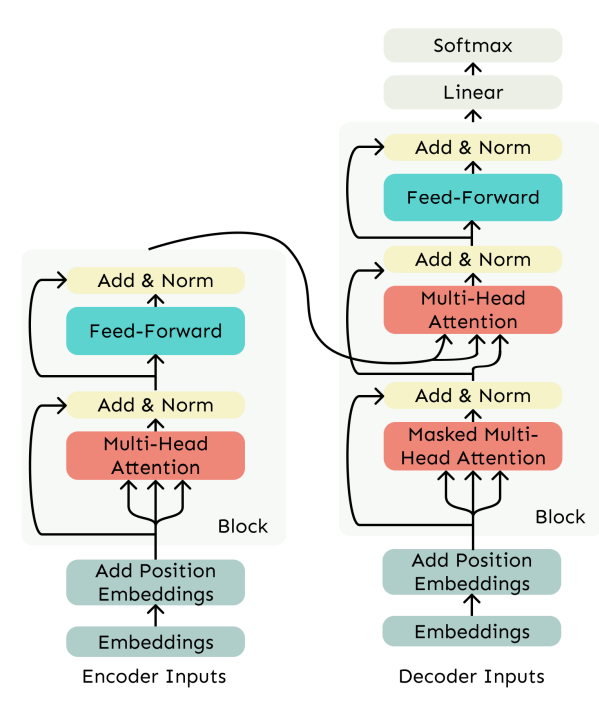 Softmax
Linear
Add & Norm
Feed-Forward
Add & Norm
Multi-Head
Attention
Add & Norm
Masked Multi-
Head Attention
Block
Add Position
Embeddings
Embeddings
Decoder Inputs
Add & Norm
Feed-Forward
Add & Norm
Multi-Head
Attention
Block
Add Position
Embeddings
Embeddings
Encoder Inputs